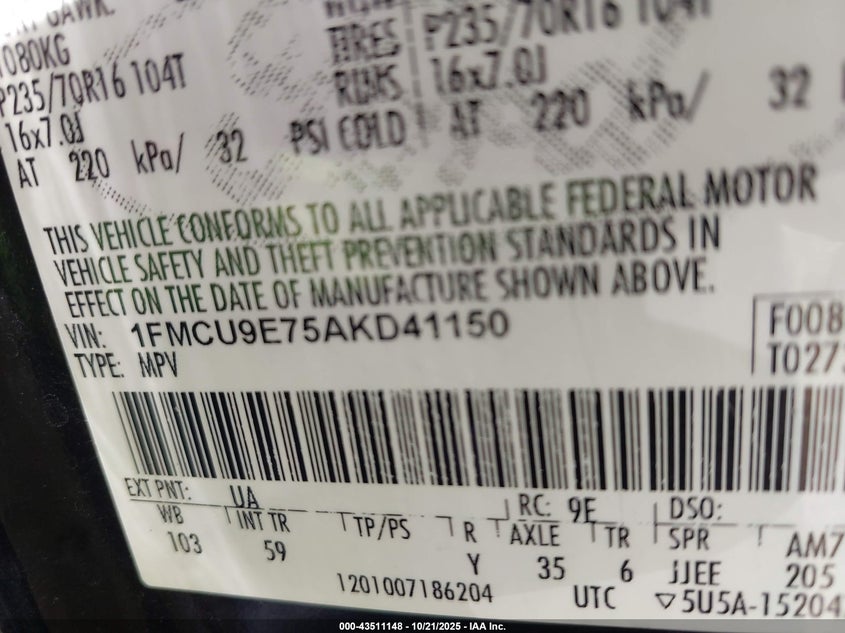 1080KG
P235/70R16 104T
16x7.0J
AT 220 kPa/ 32 PSI COLD
TIRES P235/70R16 104T
RIMS 16x7.0J
AT 220 kPa/ 32
THIS VEHICLE CONFORMS TO ALL APPLICABLE FEDERAL MOTOR
VEHICLE SAFETY AND THEFT PREVENTION STANDARDS IN
EFFECT ON THE DATE OF MANUFACTURE SHOWN ABOVE.
VIN: 1FMCU9E75AKD41150
TYPE: MPV
F008
T027
EXT PNT: UA RC: 9E DSO:
WB INT TR TP/PS R AXLE TR SPR AM7
103 59 Y 35 6 JJEE 205
1201007186204 UTC ▽5U5A-15204
000-43511148 - 10/21/2025 - IAA Inc.